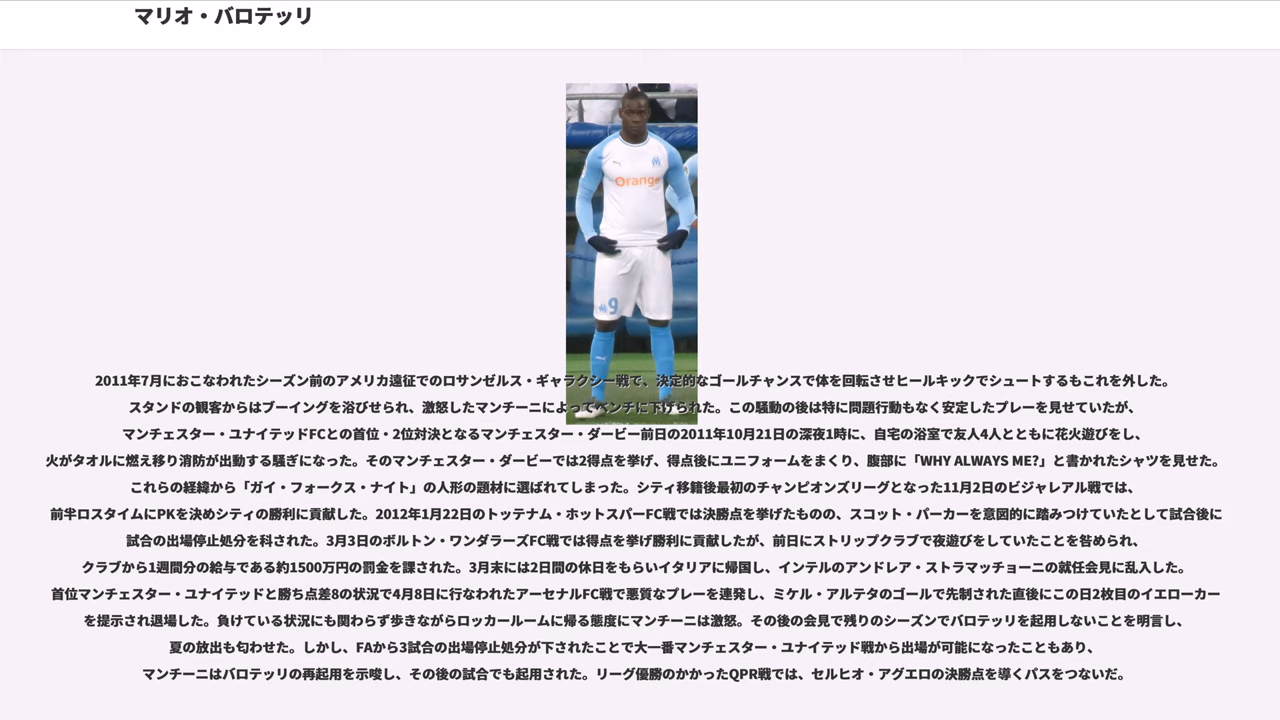 マリオ・バロテッリ
Orange
9
2011年7月におこなわれたシーズン前のアメリカ遠征でのロサンゼルス・ギャラクシー戦で、決定的なゴールチャンスで体を回転させヒールキックでシュートするもこれを外した。
スタンドの観客からはブーイングを浴びせられ、激怒したマンチーニによってベンチに下げられた。この騒動の後は特に問題行動もなく安定したプレーを見せていたが、
マンチェスター・ユナイテッドFCとの首位・2位対決となるマンチェスター・ダービー前日の2011年10月21日の深夜1時に、自宅の浴室で友人4人とともに花火遊びをし、
火がタオルに燃え移り消防が出動する騒ぎになった。そのマンチェスター・ダービーでは2得点を挙げ、得点後にユニフォームをまくり、腹部に「WHY ALWAYS ME?」と書かれたシャツを見せた。
これらの経緯から「ガイ・フォークス・ナイト」の人形の題材に選ばれてしまった。シティ移籍後最初のチャンピオンズリーグとなった11月2日のビジャレアル戦では、
前半ロスタイムにPKを決めシティの勝利に貢献した。2012年1月22日のトッテナム・ホットスパーFC戦では決勝点を挙げたものの、スコット・パーカーを意図的に踏みつけていたとして試合後に
試合の出場停止処分を科された。3月3日のボルトン・ワンダラーズFC戦では得点を挙げ勝利に貢献したが、前日にストリップクラブで夜遊びをしていたことを咎められ、
クラブから1週間分の給与である約1500万円の罰金を課された。3月末には2日間の休日をもらいイタリアに帰国し、インテルのアンドレア・ストラマッチョーニの就任会見に乱入した。
首位マンチェスター・ユナイテッドと勝ち点差8の状況で4月8日に行なわれたアーセナルFC戦で悪質なプレーを連発し、ミケル・アルテタのゴールで先制された直後にこの日2枚目のイエローカー
を提示され退場した。負けている状況にも関わらず歩きながらロッカールームに帰る態度にマンチーニは激怒。その後の会見で残りのシーズンでバロテッリを起用しないことを明言し、
夏の放出も匂わせた。しかし、FAから3試合の出場停止処分が下されたことで大一番マンチェスター・ユナイテッド戦から出場が可能になったこともあり、
マンチーニはバロテッリの再起用を示唆し、その後の試合でも起用された。リーグ優勝のかかったQPR戦では、セルヒオ・アグエロの決勝点を導くパスをつないだ。